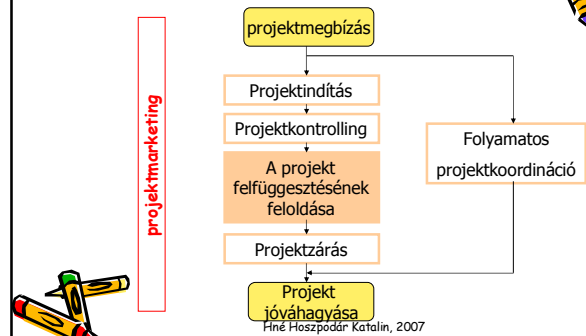 projektmegbízás
projektmarketing
Projektindítás
Projektkontrolling
A projekt
felfüggesztésének
feloldása
Projektzárás
Folyamatos
projektkoordináció
Projekt
jóváhagyása
Hné Hoszpodár Katalin, 2007